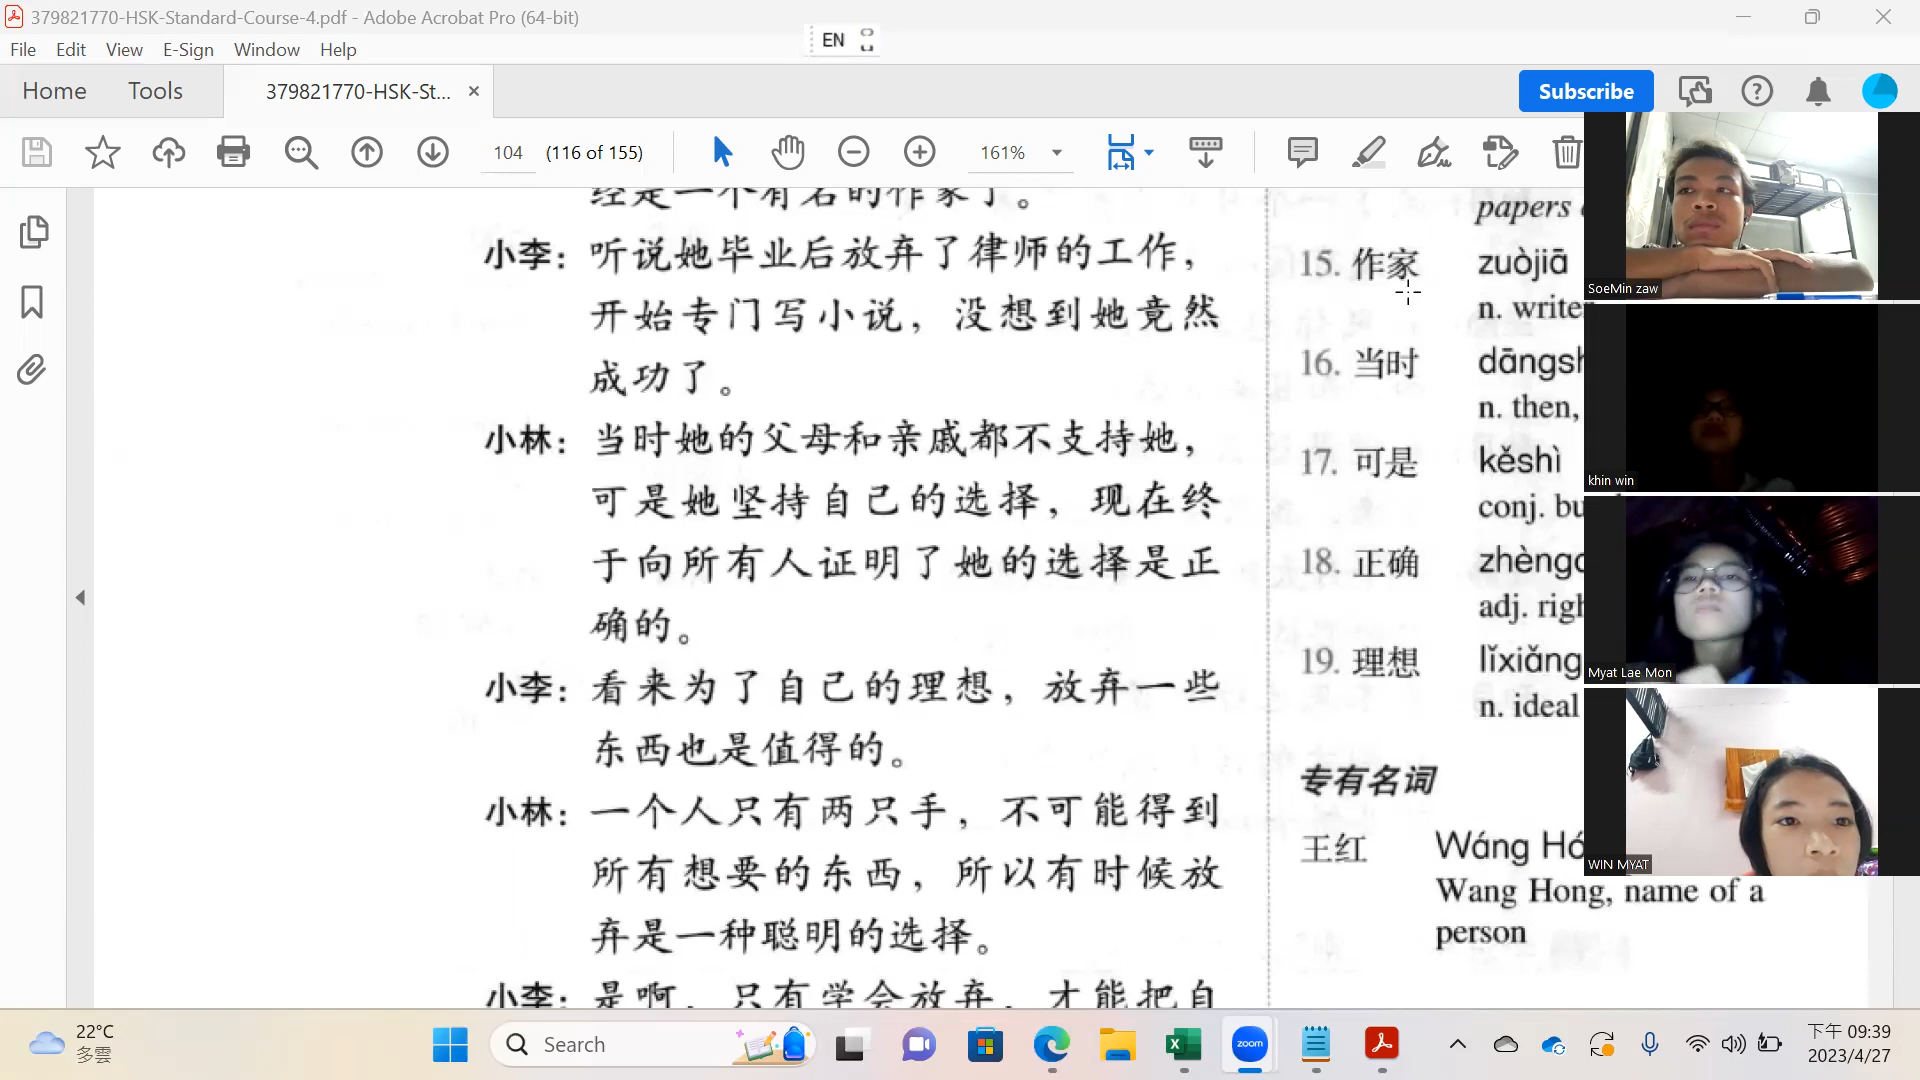 379821770-HSK-Standard-Course-4.pdf - Adobe Acrobat Pro (64-bit)
File Edit View E-Sign Window Help
EN
Home Tools 379821770-HSK-St... × Subscribe
104 (116 of 155) 161%
经是一个有名的作家了。
小李：听说她毕业后放弃了律师的工作，
开始专门写小说，没想到她竟然
成功了。
小林：当时她的父母和亲戚都不支持她，
可是她坚持自己的选择，现在终
于向所有人证明了她的选择是正
确的。
小李：看来为了自己的理想，放弃一些
东西也是值得的。
小林：一个人只有两只手，不可能得到
所有想要的东西，所以有时候放
弃是一种聪明的选择。
小李：是啊，只有学会放弃，才能把自
papers
15. 作家 zuòjiā
n. write
16. 当时 dāngsh
n. then,
17. 可是 kěshì
conj. bu
18. 正确 zhèng
adj. righ
19. 理想 lǐxiǎng
n. ideal
专有名词
王红 Wáng Hó
Wang Hong, name of a
person
SoeMin zaw
khin win
Myat Lae Mon
WIN MYAT
22°C
多雲
Search
zoom
下午 09:39
2023/4/27